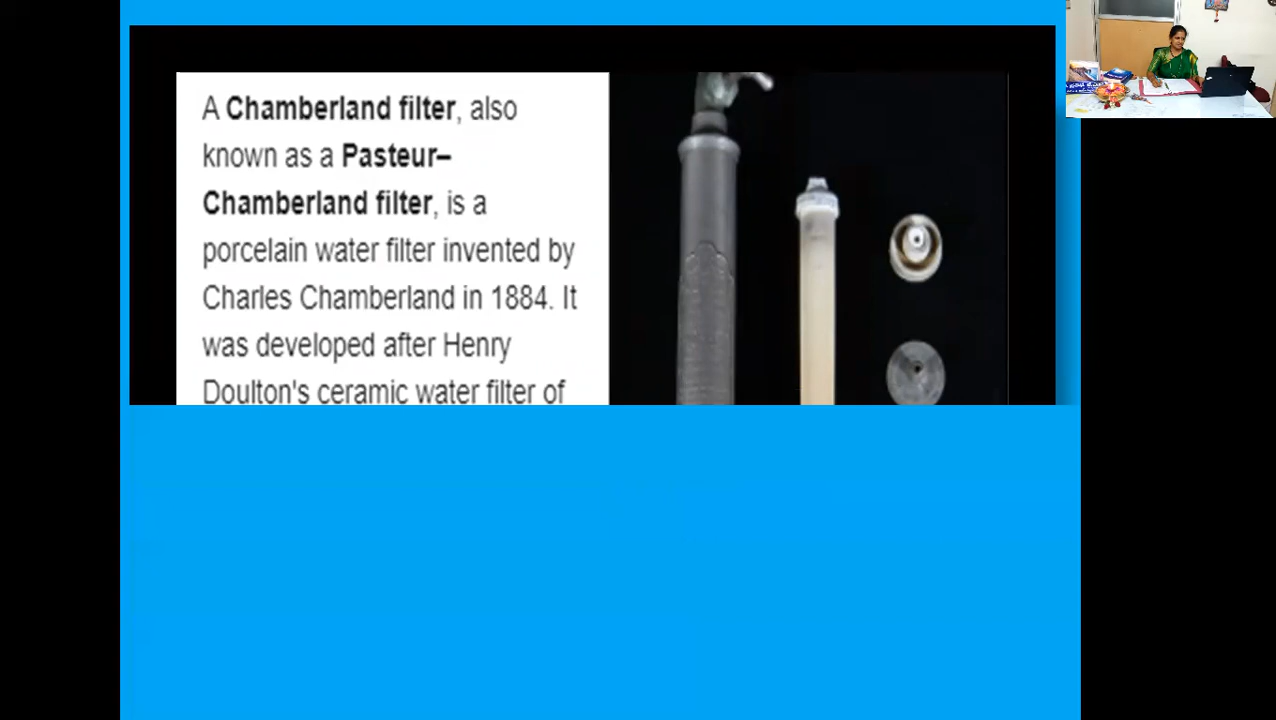 A Chamberland filter, also
known as a Pasteur–
Chamberland filter, is a
porcelain water filter invented by
Charles Chamberland in 1884. It
was developed after Henry
Doulton's ceramic water filter of